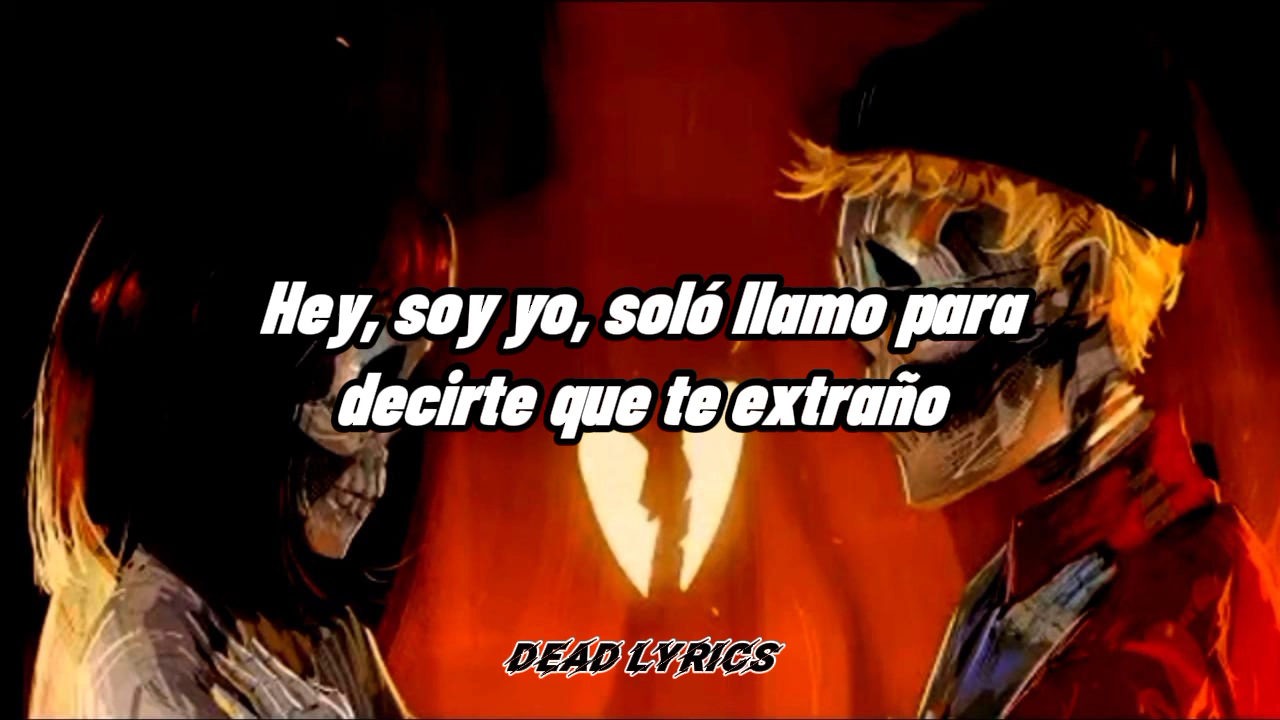 Hey, soy yo, soló llamo para
decirte que te extraño
DEAD LYRICS